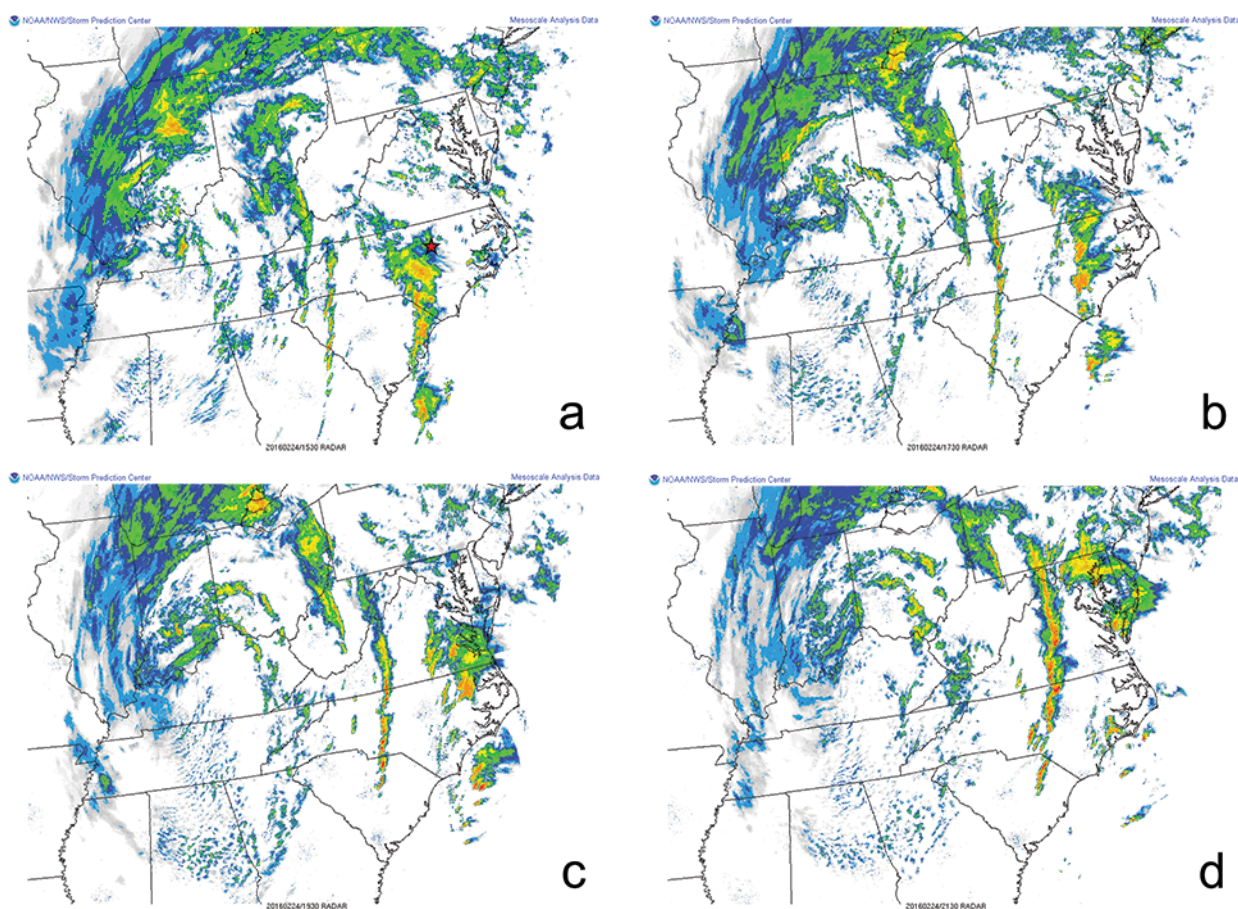 NOAA/NWS/Storm Prediction Center Mesoscale Analysis Data
a
20160224/1530 RADAR
NOAA/NWS/Storm Prediction Center Mesoscale Analysis Data
b
20160224/1730 RADAR
NOAA/NWS/Storm Prediction Center Mesoscale Analysis Data
c
20160224/1930 RADAR
NOAA/NWS/Storm Prediction Center Mesoscale Analysis Data
d
20160224/2130 RADAR